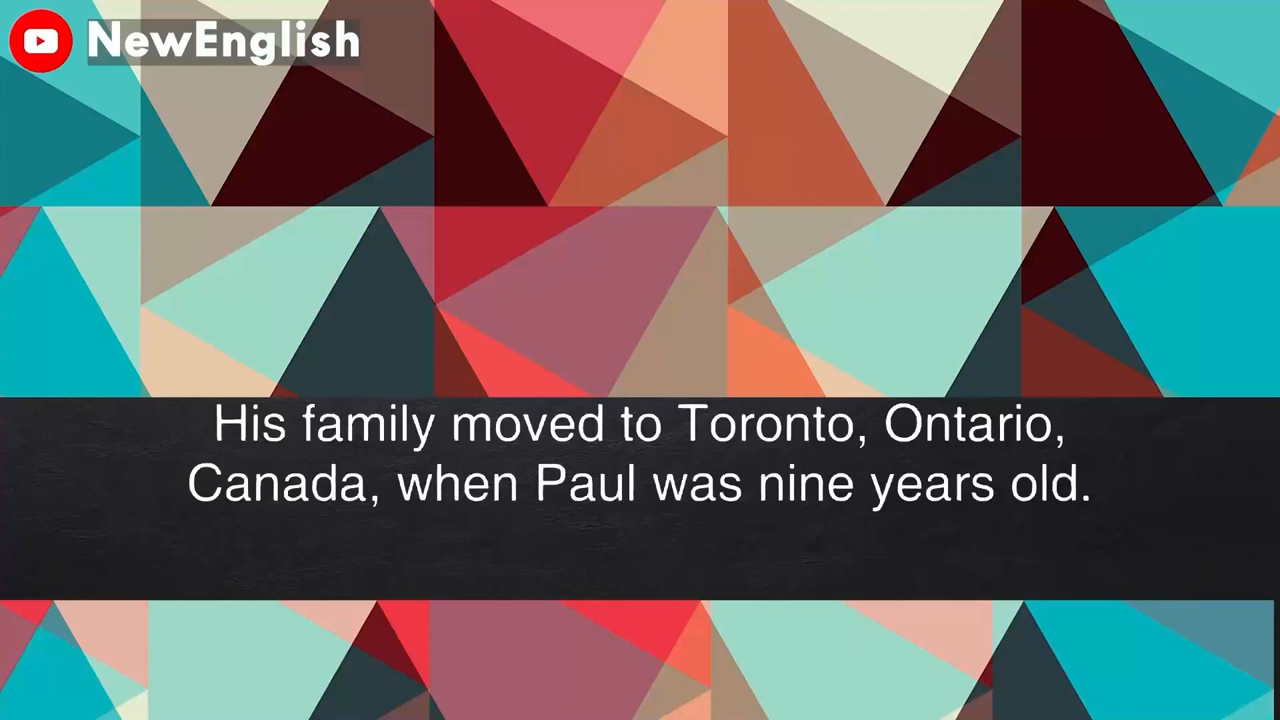 NewEnglish
His family moved to Toronto, Ontario,
Canada, when Paul was nine years old.